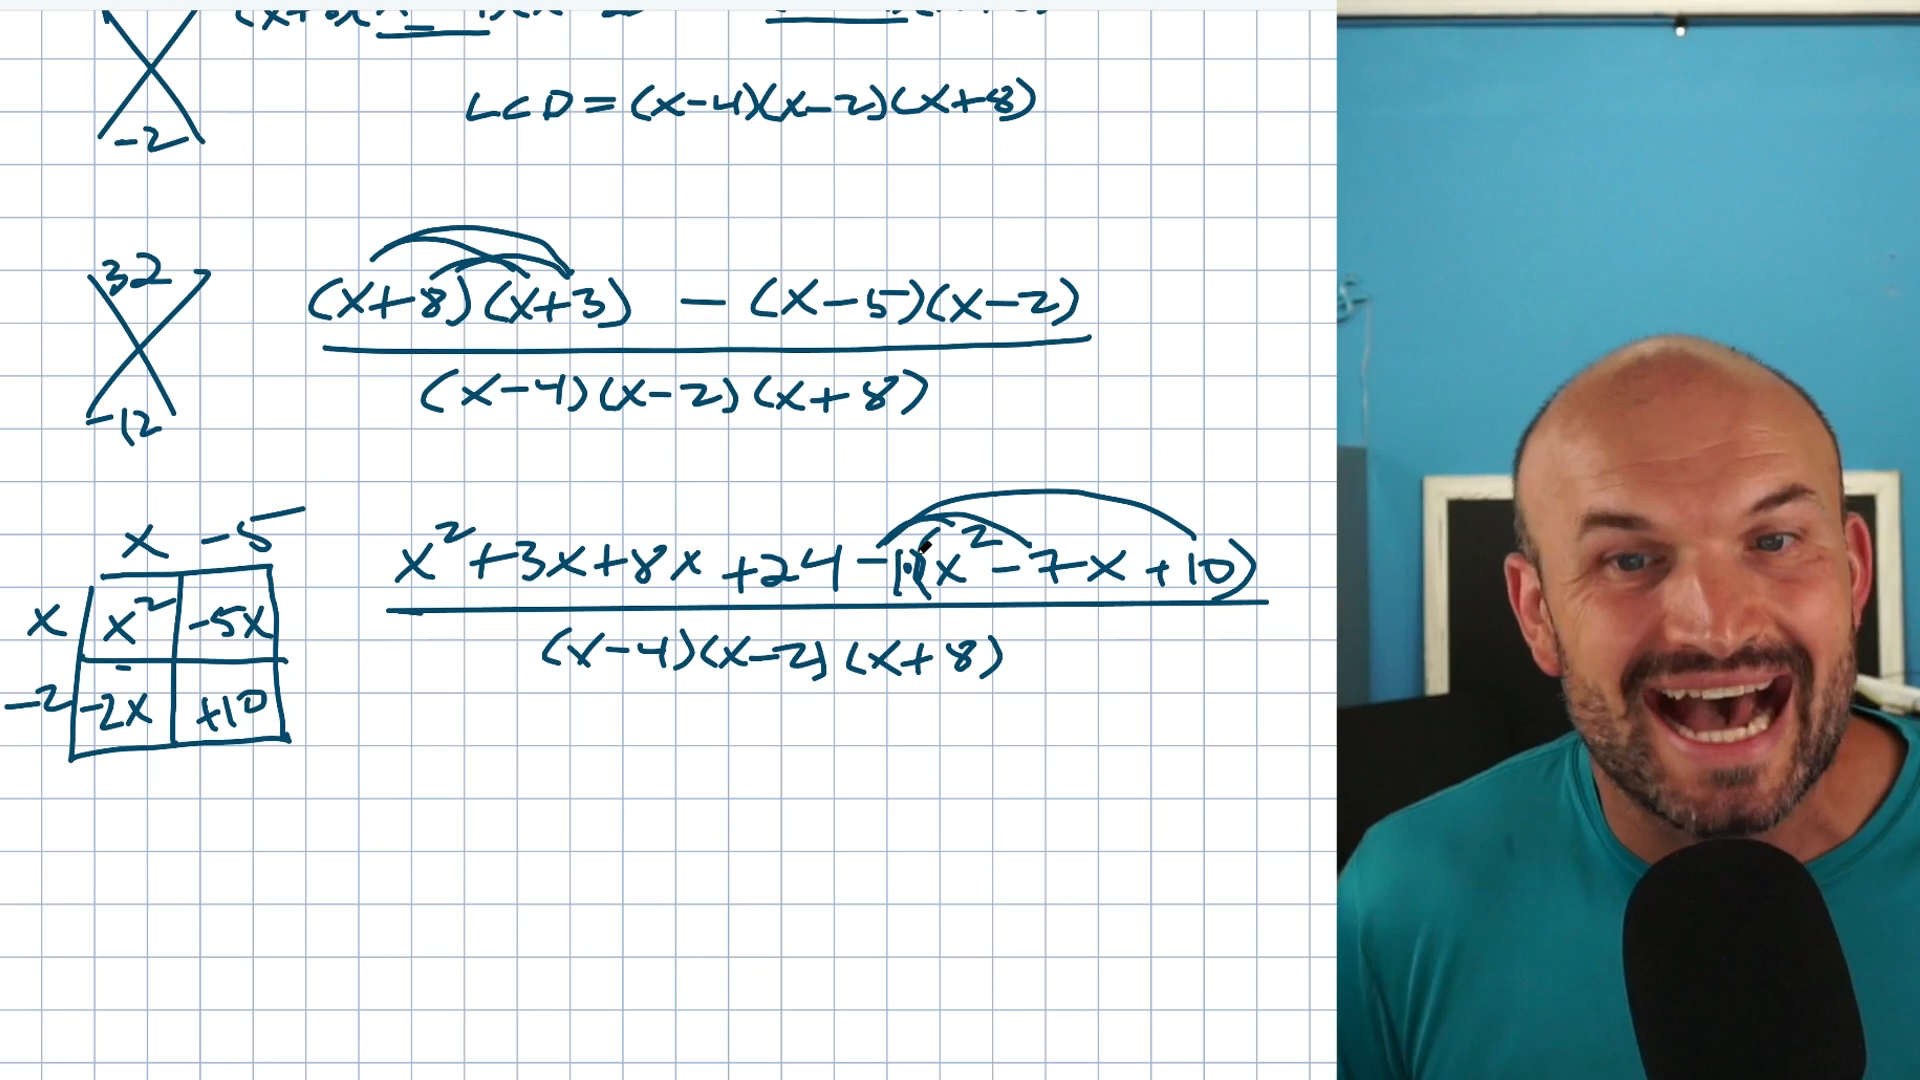 LCD = (x-4)(x-2)(x+8)
-2
32
-12
(x+8)(x+3) - (x-5)(x-2)
(x-4)(x-2)(x+8)
x -5
x x² -5x
-2 -2x +10
x²+3x+8x+24-1(x²-7x+10)
(x-4)(x-2)(x+8)